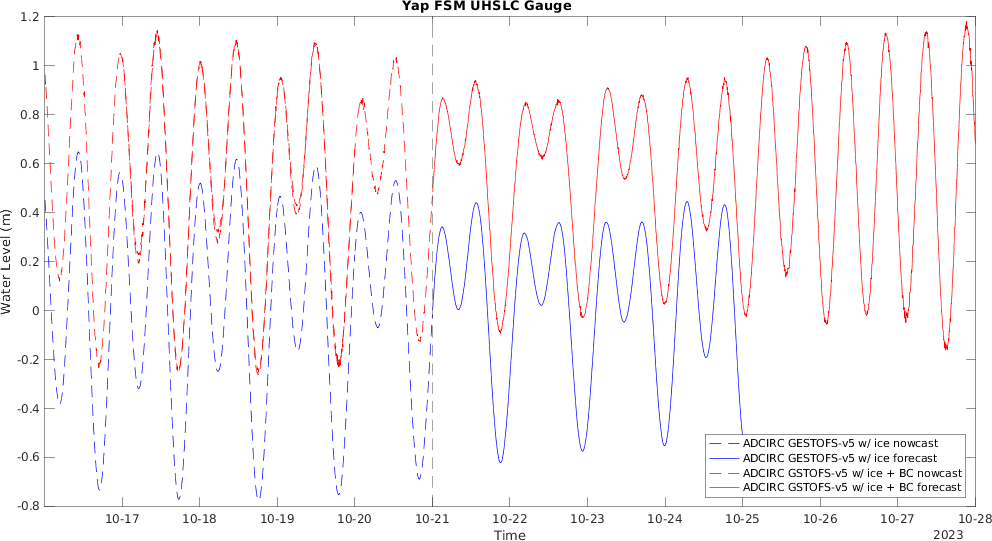 Yap FSM UHSLC Gauge
1.2
1
0.8
0.6
0.4
0.2
0
-0.2
-0.4
-0.6
-0.8
Water Level (m)
ADCIRC GESTOFS-v5 w/ ice nowcast
ADCIRC GESTOFS-v5 w/ ice forecast
ADCIRC GSTOFS-v5 w/ ice + BC nowcast
ADCIRC GSTOFS-v5 w/ ice + BC forecast
10-17 10-18 10-19 10-20 10-21 10-22 10-23 10-24 10-25 10-26 10-27 10-28
Time
2023